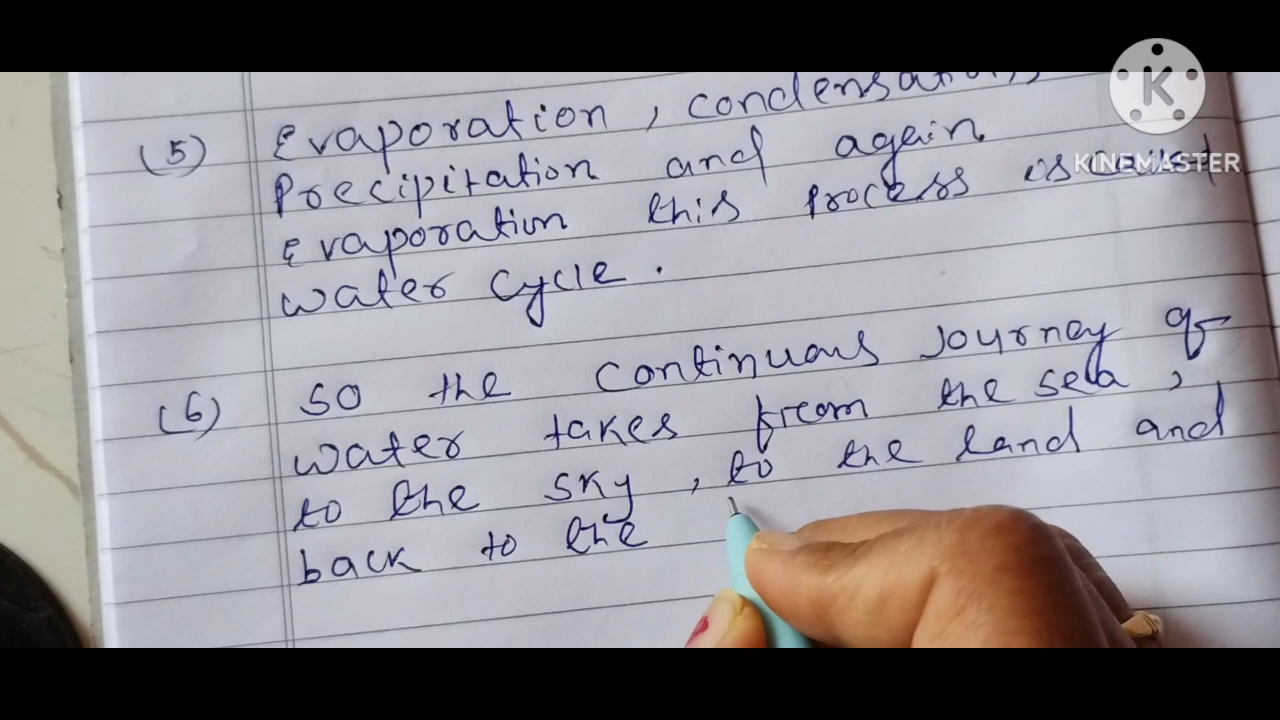 (5) Evaporation, condensation,
Precipitation and again
KINEMASTER
Evaporation this process is
water cycle.
(6) so the continuous journey of
water takes from the sea,
to the sky, to the land and
back to the